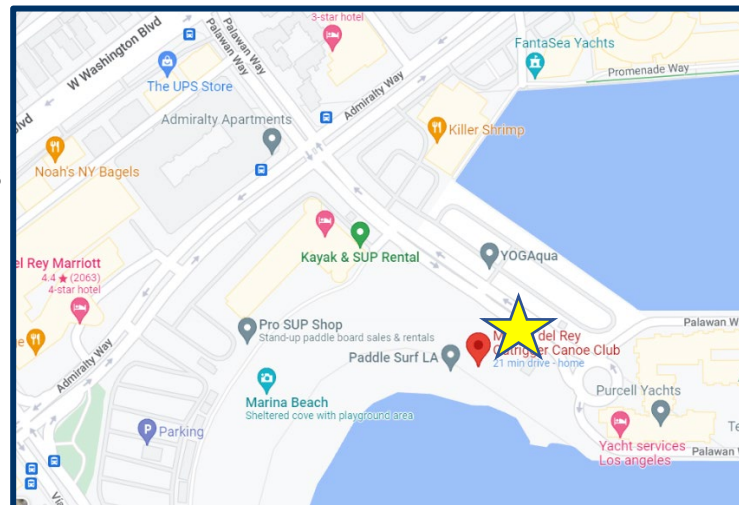 3-star hotel
W Washington Blvd
Blvd
Palawan Way
Palawan Way
FantaSea Yachts
Promenade Way
The UPS Store
Admiralty Way
Admiralty Apartments
Killer Shrimp
Noah's NY Bagels
el Rey Marriott
4.4 ★ (2063)
4-star hotel
Kayak & SUP Rental
YOGAqua
Pro SUP Shop
Stand-up paddle board sales & rentals
Paddle Surf LA
del Rey
Outrigger Canoe Club
21 min drive - home
Palawan W
Admiralty Way
Marina Beach
Sheltered cove with playground area
Purcell Yachts
P Parking
Yacht services
Los angeles
Te
Palawan W
Via